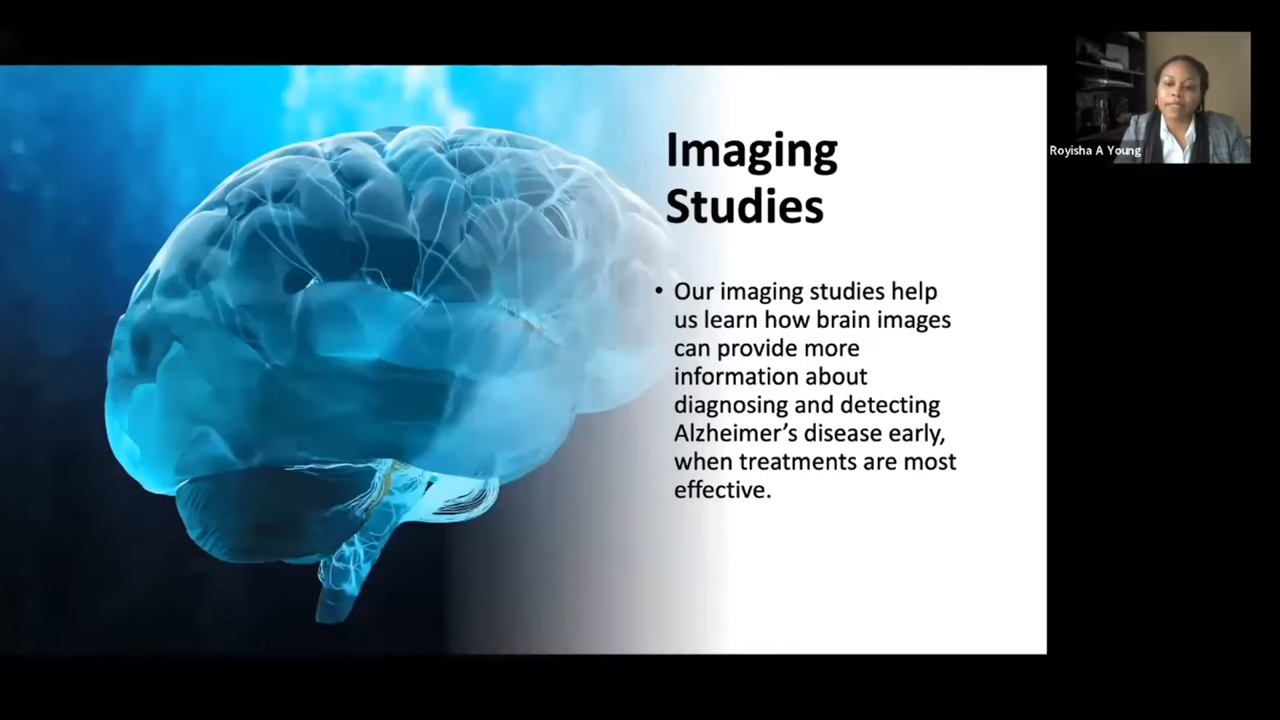 Imaging
Studies
• Our imaging studies help
us learn how brain images
can provide more
information about
diagnosing and detecting
Alzheimer’s disease early,
when treatments are most
effective.
Royisha A Young